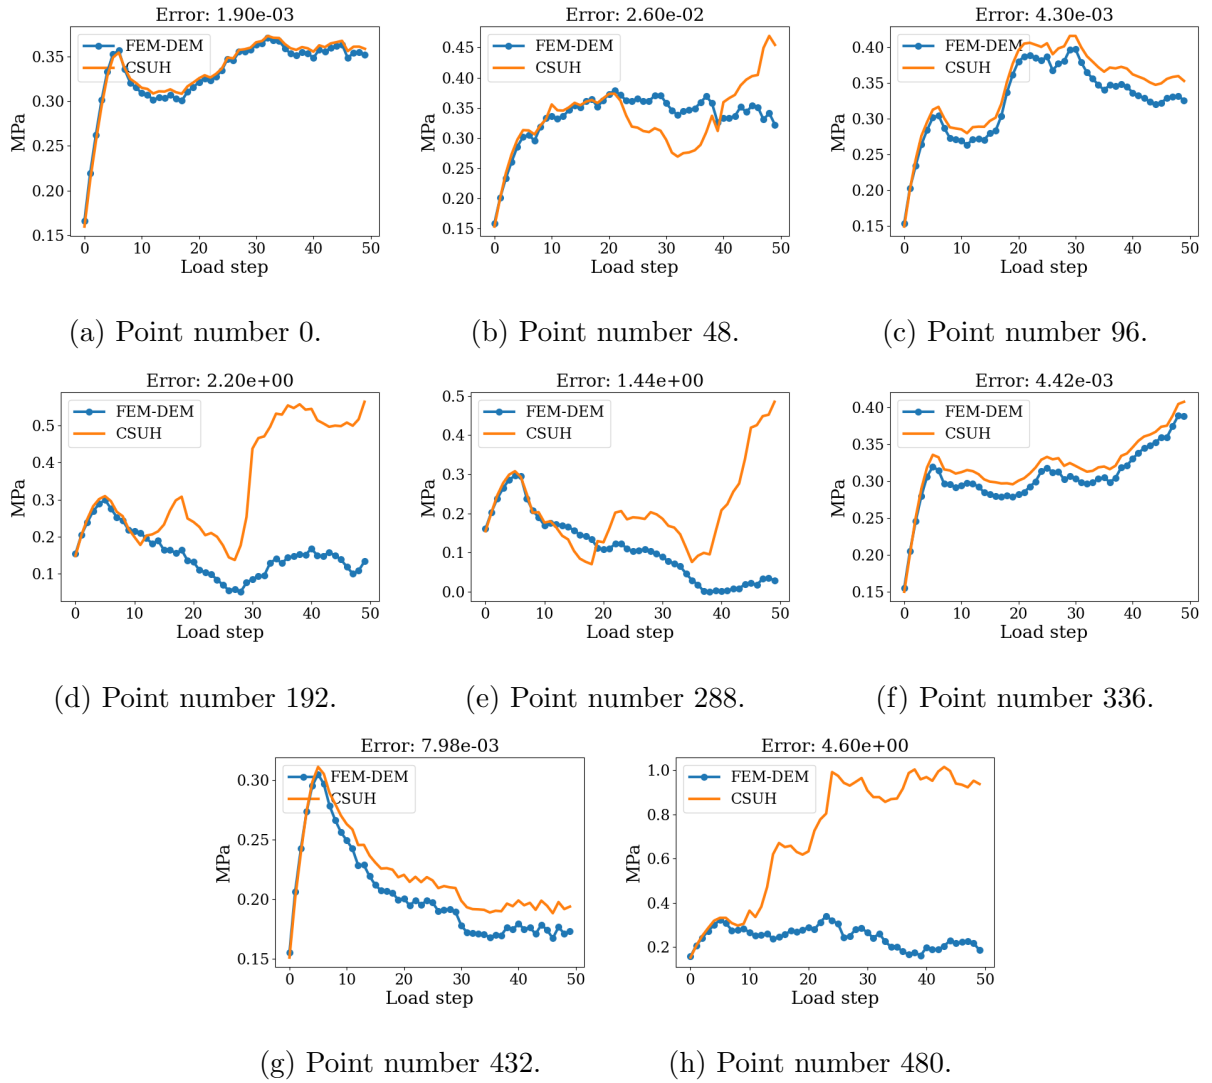 Error: 1.90e-03
FEM-DEM
CSUH
MPa
0.35
0.30
0.25
0.20
0.15
0 10 20 30 40 50
Load step
(a) Point number 0.
Error: 2.60e-02
FEM-DEM
CSUH
MPa
0.45
0.40
0.35
0.30
0.25
0.20
0.15
0 10 20 30 40 50
Load step
(b) Point number 48.
Error: 4.30e-03
FEM-DEM
CSUH
MPa
0.40
0.35
0.30
0.25
0.20
0.15
0 10 20 30 40 50
Load step
(c) Point number 96.
Error: 2.20e+00
FEM-DEM
CSUH
MPa
0.5
0.4
0.3
0.2
0.1
0 10 20 30 40 50
Load step
(d) Point number 192.
Error: 1.44e+00
FEM-DEM
CSUH
MPa
0.5
0.4
0.3
0.2
0.1
0.0
0 10 20 30 40 50
Load step
(e) Point number 288.
Error: 4.42e-03
FEM-DEM
CSUH
MPa
0.40
0.35
0.30
0.25
0.20
0.15
0 10 20 30 40 50
Load step
(f) Point number 336.
Error: 7.98e-03
FEM-DEM
CSUH
MPa
0.30
0.25
0.20
0.15
0 10 20 30 40 50
Load step
(g) Point number 432.
Error: 4.60e+00
FEM-DEM
CSUH
MPa
1.0
0.8
0.6
0.4
0.2
0 10 20 30 40 50
Load step
(h) Point number 480.